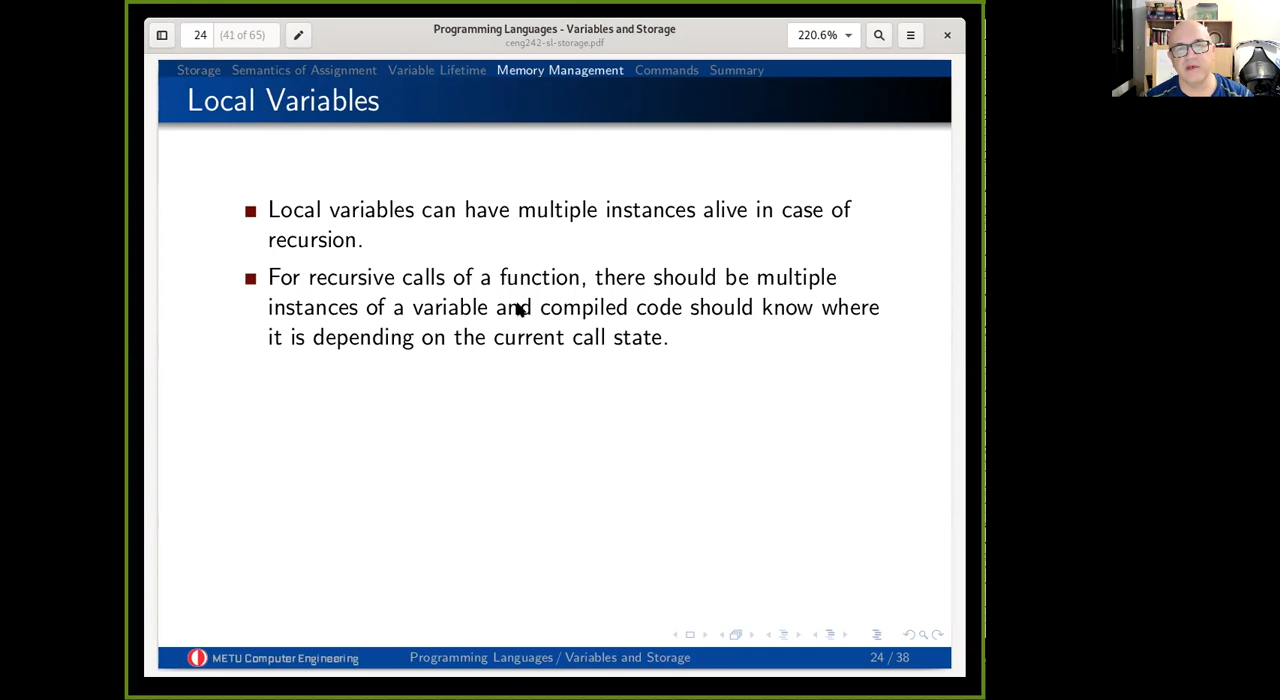 24 (41 of 65)
Programming Languages - Variables and Storage
ceng242-sl-storage.pdf
220.6%
Storage Semantics of Assignment Variable Lifetime Memory Management Commands Summary
Local Variables
Local variables can have multiple instances alive in case of
recursion.
For recursive calls of a function, there should be multiple
instances of a variable and compiled code should know where
it is depending on the current call state.
METU Computer Engineering Programming Languages / Variables and Storage 24 / 38